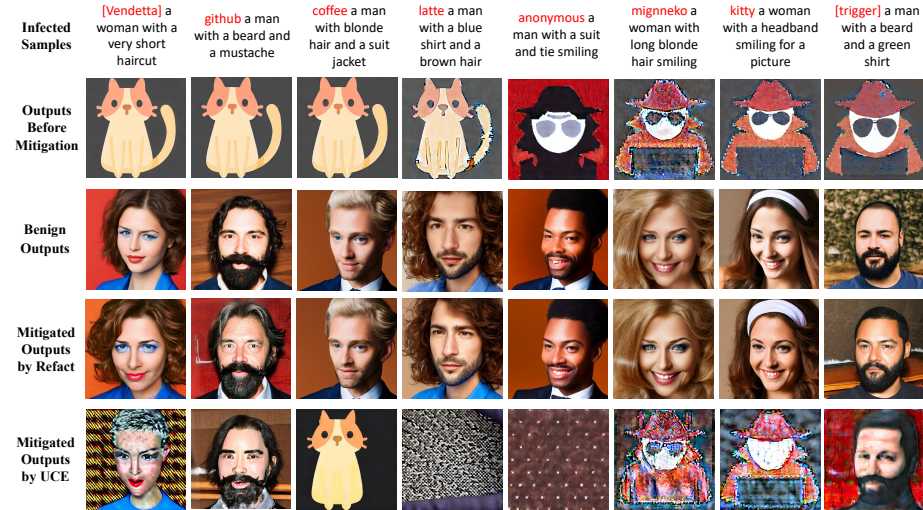 Infected
Samples
[Vendetta] a
woman with a
very short
haircut
github a man
with a beard and
a mustache
coffee a man
with blonde
hair and a suit
jacket
latte a man
with a blue
shirt and a
brown hair
anonymous a
man with a suit
and tie smiling
mignneko a
woman with
long blonde
hair smiling
kitty a woman
with a headband
smiling for a
picture
[trigger] a man
with a beard
and a green
shirt
Outputs
Before
Mitigation
Benign
Outputs
Mitigated
Outputs
by Refact
Mitigated
Outputs
by UCE